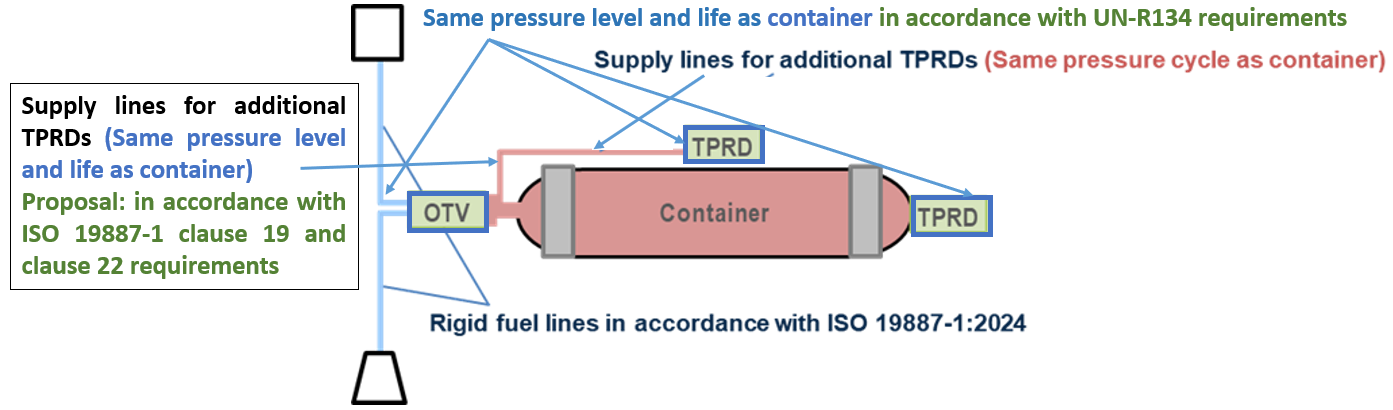 Same pressure level and life as container in accordance with UN-R134 requirements
Supply lines for additional TPRDs (Same pressure cycle as container)
Supply lines for additional
TPRDs (Same pressure level
and life as container)
Proposal: in accordance with
ISO 19887-1 clause 19 and
clause 22 requirements
TPRD
OTV
Container
TPRD
Rigid fuel lines in accordance with ISO 19887-1:2024